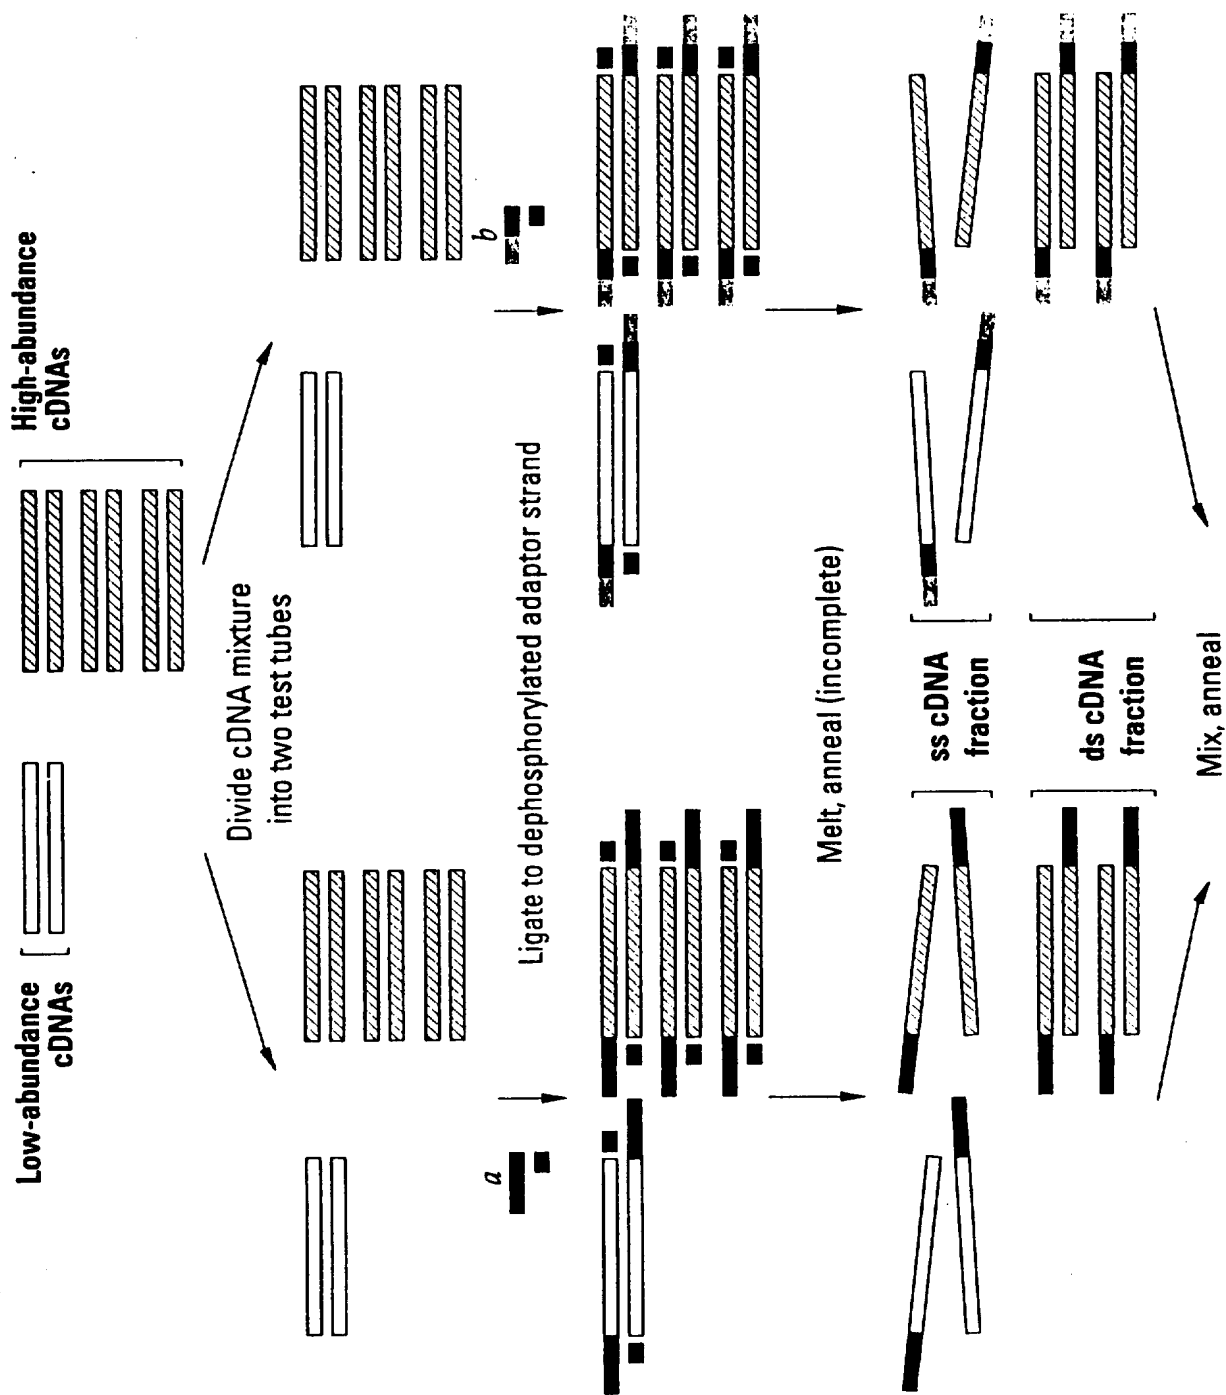 Low-abundance
cDNAs
High-abundance
cDNAs
Divide cDNA mixture
into two test tubes
a
b
Ligate to dephosphorylated adaptor strand
Melt, anneal (incomplete)
ss cDNA
fraction
ds cDNA
fraction
Mix, anneal